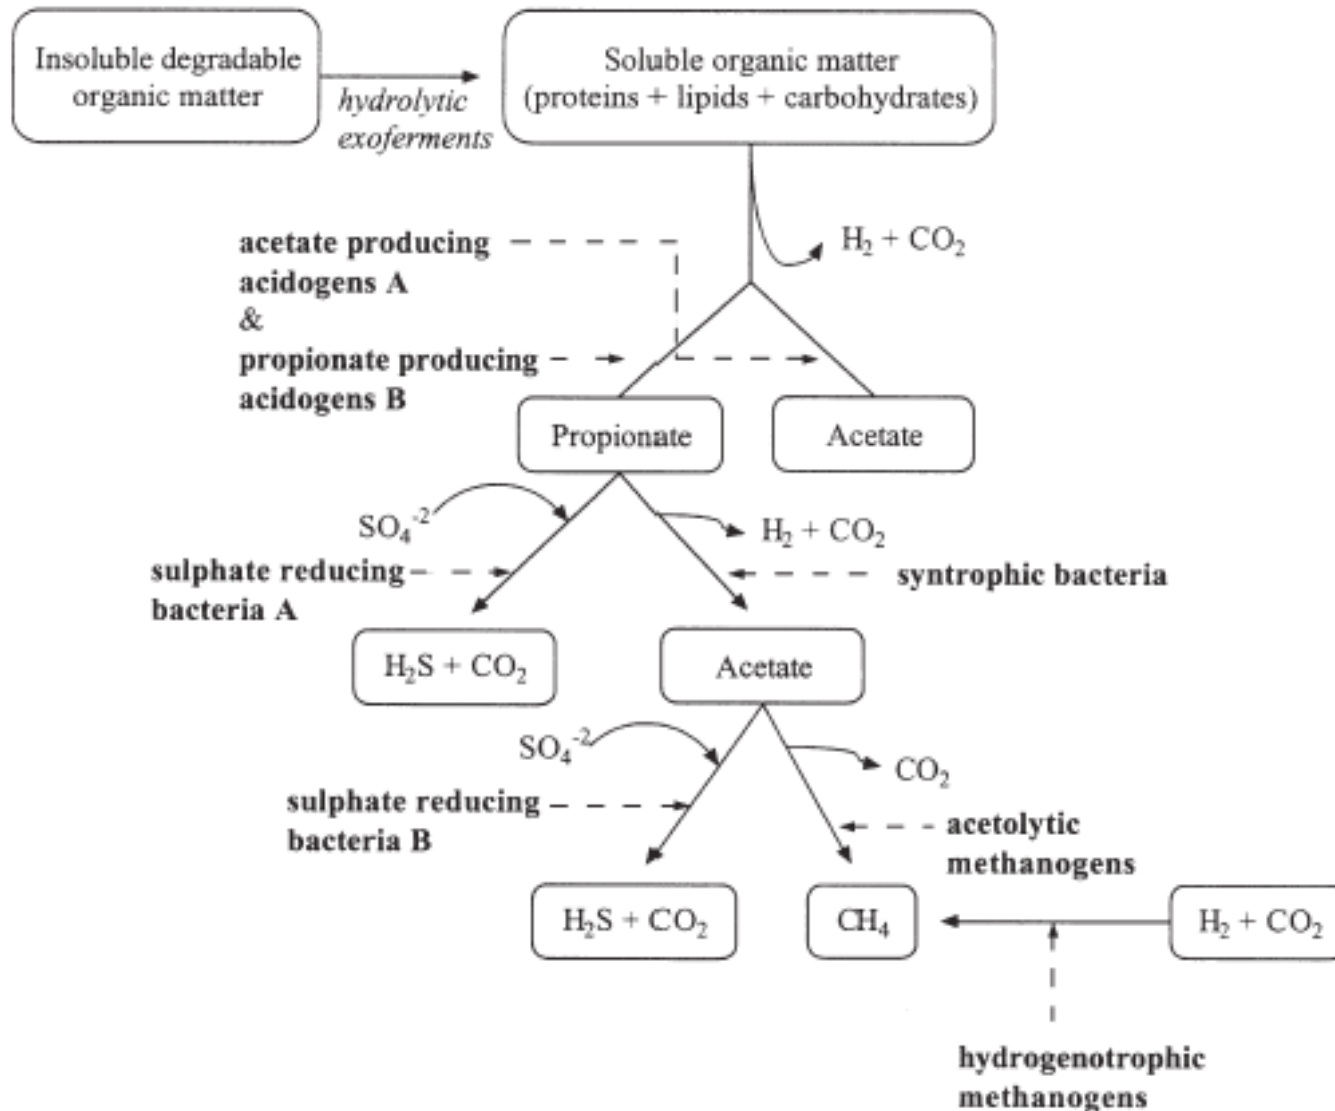 Insoluble degradable
organic matter
hydrolytic
exoferments
Soluble organic matter
(proteins + lipids + carbohydrates)
H₂ + CO₂
acetate producing
acidogens A
&
propionate producing
acidogens B
Propionate
Acetate
SO₄⁻²
H₂ + CO₂
sulphate reducing
bacteria A
syntrophic bacteria
H₂S + CO₂
Acetate
SO₄⁻²
CO₂
sulphate reducing
bacteria B
acetolytic
methanogens
H₂S + CO₂
CH₄
H₂ + CO₂
hydrogenotrophic
methanogens